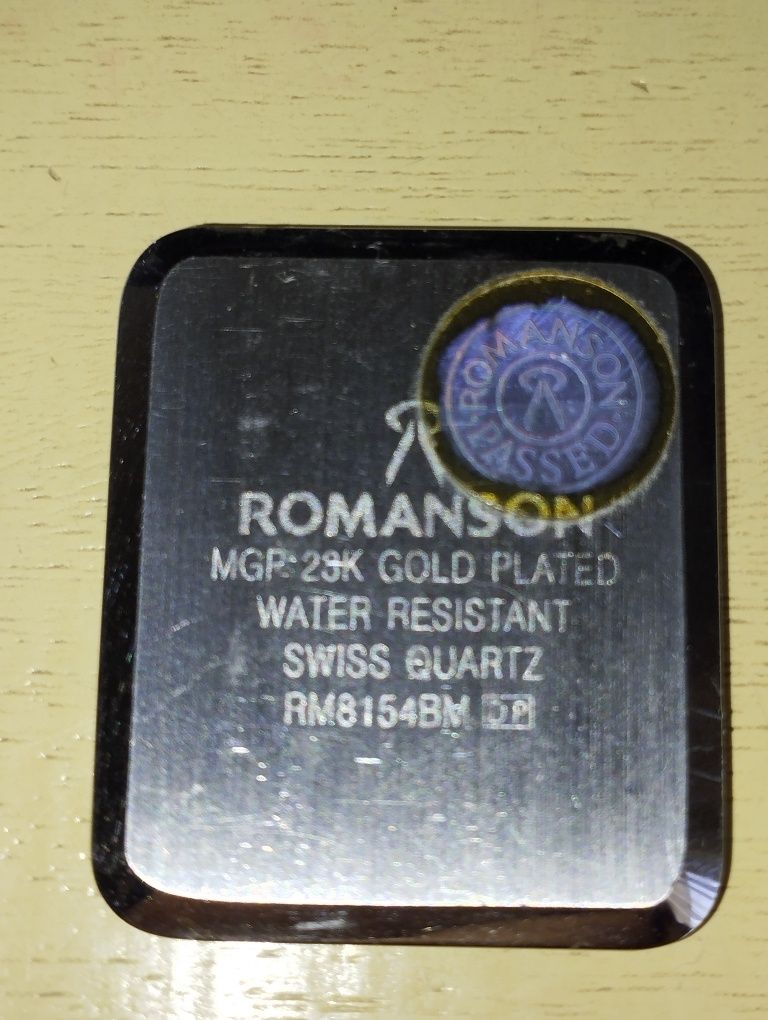 ROMANSON
PASSED
ROMANSON
MGP 23K GOLD PLATED
WATER RESISTANT
SWISS QUARTZ
RM8154BM